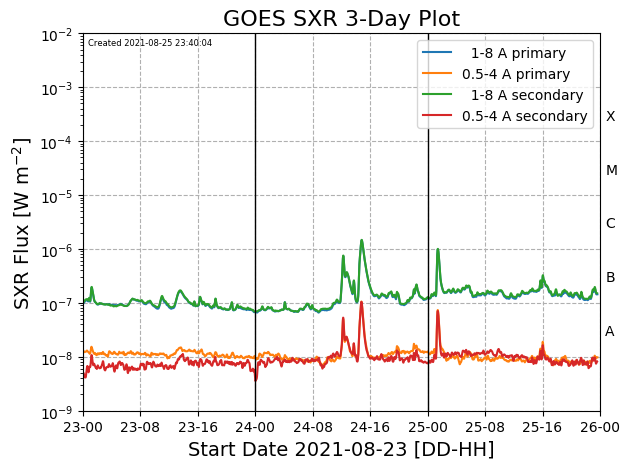 GOES SXR 3-Day Plot
Created 2021-08-25 23:40:04
1-8 A primary
0.5-4 A primary
1-8 A secondary
0.5-4 A secondary
SXR Flux [W m⁻²]
10⁻²
10⁻³
10⁻⁴
10⁻⁵
10⁻⁶
10⁻⁷
10⁻⁸
10⁻⁹
X
M
C
B
A
23-00 23-08 23-16 24-00 24-08 24-16 25-00 25-08 25-16 26-00
Start Date 2021-08-23 [DD-HH]